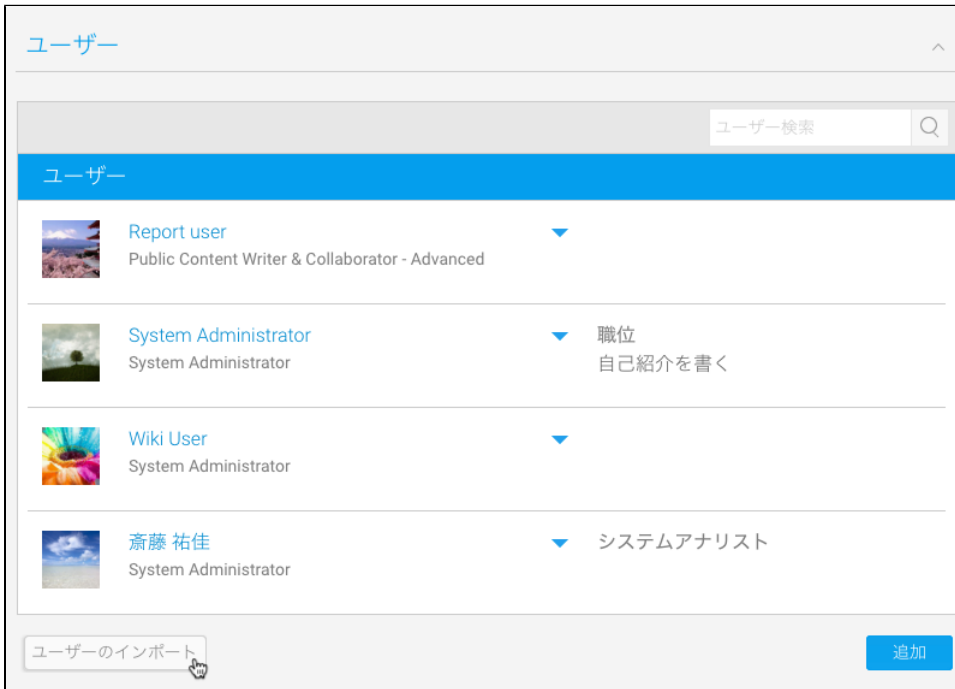 ユーザー
ユーザー検索
ユーザー
Report user
Public Content Writer & Collaborator - Advanced
System Administrator
職位
System Administrator
自己紹介を書く
Wiki User
System Administrator
斎藤 祐佳
システムアナリスト
System Administrator
ユーザーのインポート
追加